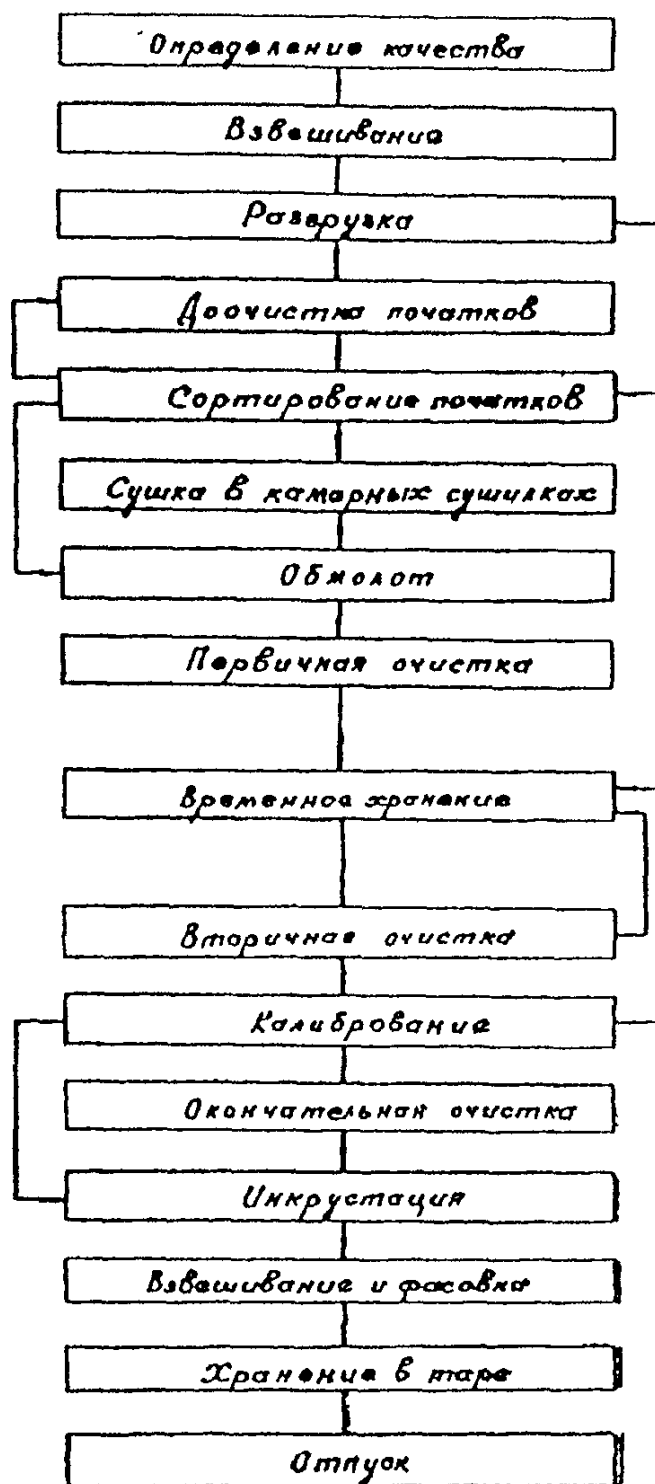 Определение качества
Взвешивание
Разгрузка
Доочистка початков
Сортирование початков
Сушка в камерных сушилках
Обмолот
Первичная очистка
Временное хранение
Вторичная очистка
Калибрование
Окончательная очистка
Инкрустация
Взвешивание и фасовка
Хранение в таре
Отпуск